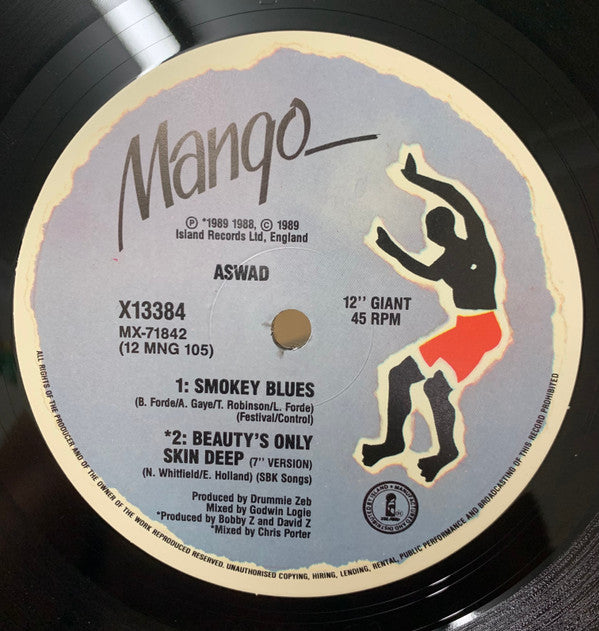 Mango
℗ *1989 1988, © 1989
Island Records Ltd, England
ASWAD
X13384
MX-71842
(12 MNG 105)
12'' GIANT
45 RPM
1: SMOKEY BLUES
(B. Forde/A. Gaye/T. Robinson/L. Forde)
(Festival/Control)
*2: BEAUTY'S ONLY
SKIN DEEP (7'' VERSION)
(N. Whitfield/E. Holland) (SBK Songs)
Produced by Drummie Zeb
Mixed by Godwin Logie
*Produced by Bobby Z and David Z
*Mixed by Chris Porter
ALL RIGHTS OF THE PRODUCER AND OF THE OWNER OF THE WORK REPRODUCED RESERVED. UNAUTHORISED COPYING, HIRING, LENDING, RENTAL, PUBLIC PERFORMANCE AND BROADCASTING OF THIS RECORD PROHIBITED